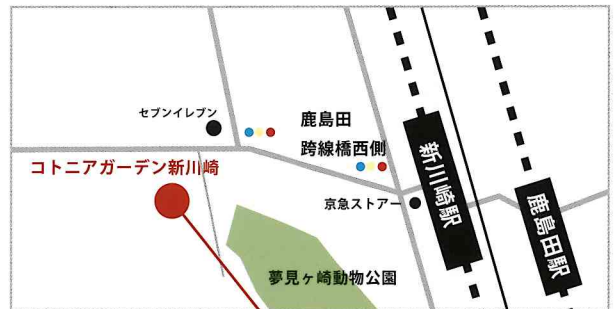 セブンイレブン
鹿島田
跨線橋西側
コトニアガーデン新川崎
京急ストアー
新川崎駅
鹿島田駅
夢見ヶ崎動物公園